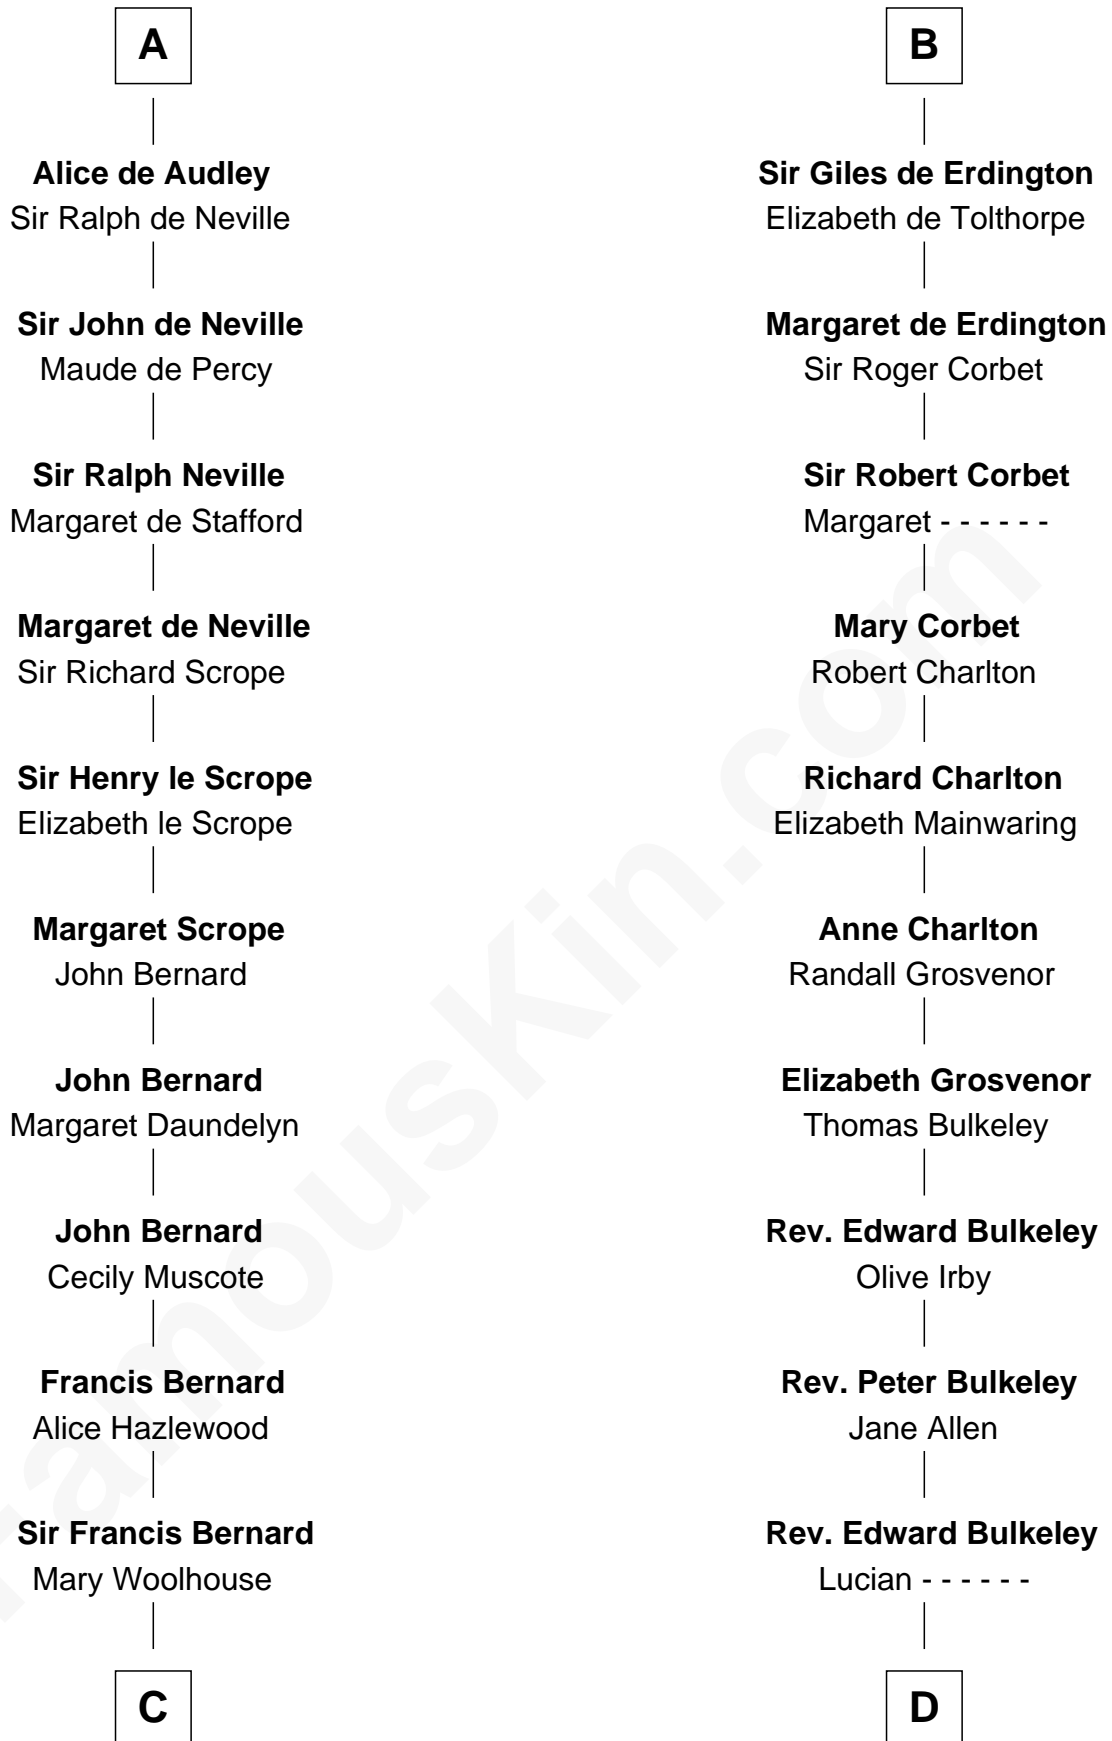 A
Alice de Audley
Sir Ralph de Neville
Sir John de Neville
Maude de Percy
Sir Ralph Neville
Margaret de Stafford
Margaret de Neville
Sir Richard Scrope
Sir Henry le Scrope
Elizabeth le Scrope
Margaret Scrope
John Bernard
John Bernard
Margaret Daundelyn
John Bernard
Cecily Muscote
Francis Bernard
Alice Hazlewood
Sir Francis Bernard
Mary Woolhouse
C
B
Sir Giles de Erdington
Elizabeth de Tolthorpe
Margaret de Erdington
Sir Roger Corbet
Sir Robert Corbet
Margaret - - - - - -
Mary Corbet
Robert Charlton
Richard Charlton
Elizabeth Mainwaring
Anne Charlton
Randall Grosvenor
Elizabeth Grosvenor
Thomas Bulkeley
Rev. Edward Bulkeley
Olive Irby
Rev. Peter Bulkeley
Jane Allen
Rev. Edward Bulkeley
Lucian - - - - - -
D
FamousKin.com